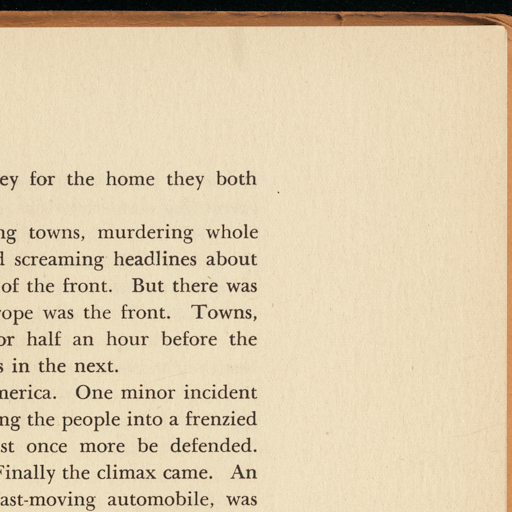 ey for the home they both
ng towns, murdering whole
d screaming headlines about
of the front. But there was
rope was the front. Towns,
or half an hour before the
s in the next.
merica. One minor incident
ng the people into a frenzied
st once more be defended.
Finally the climax came. An
ast-moving automobile, was